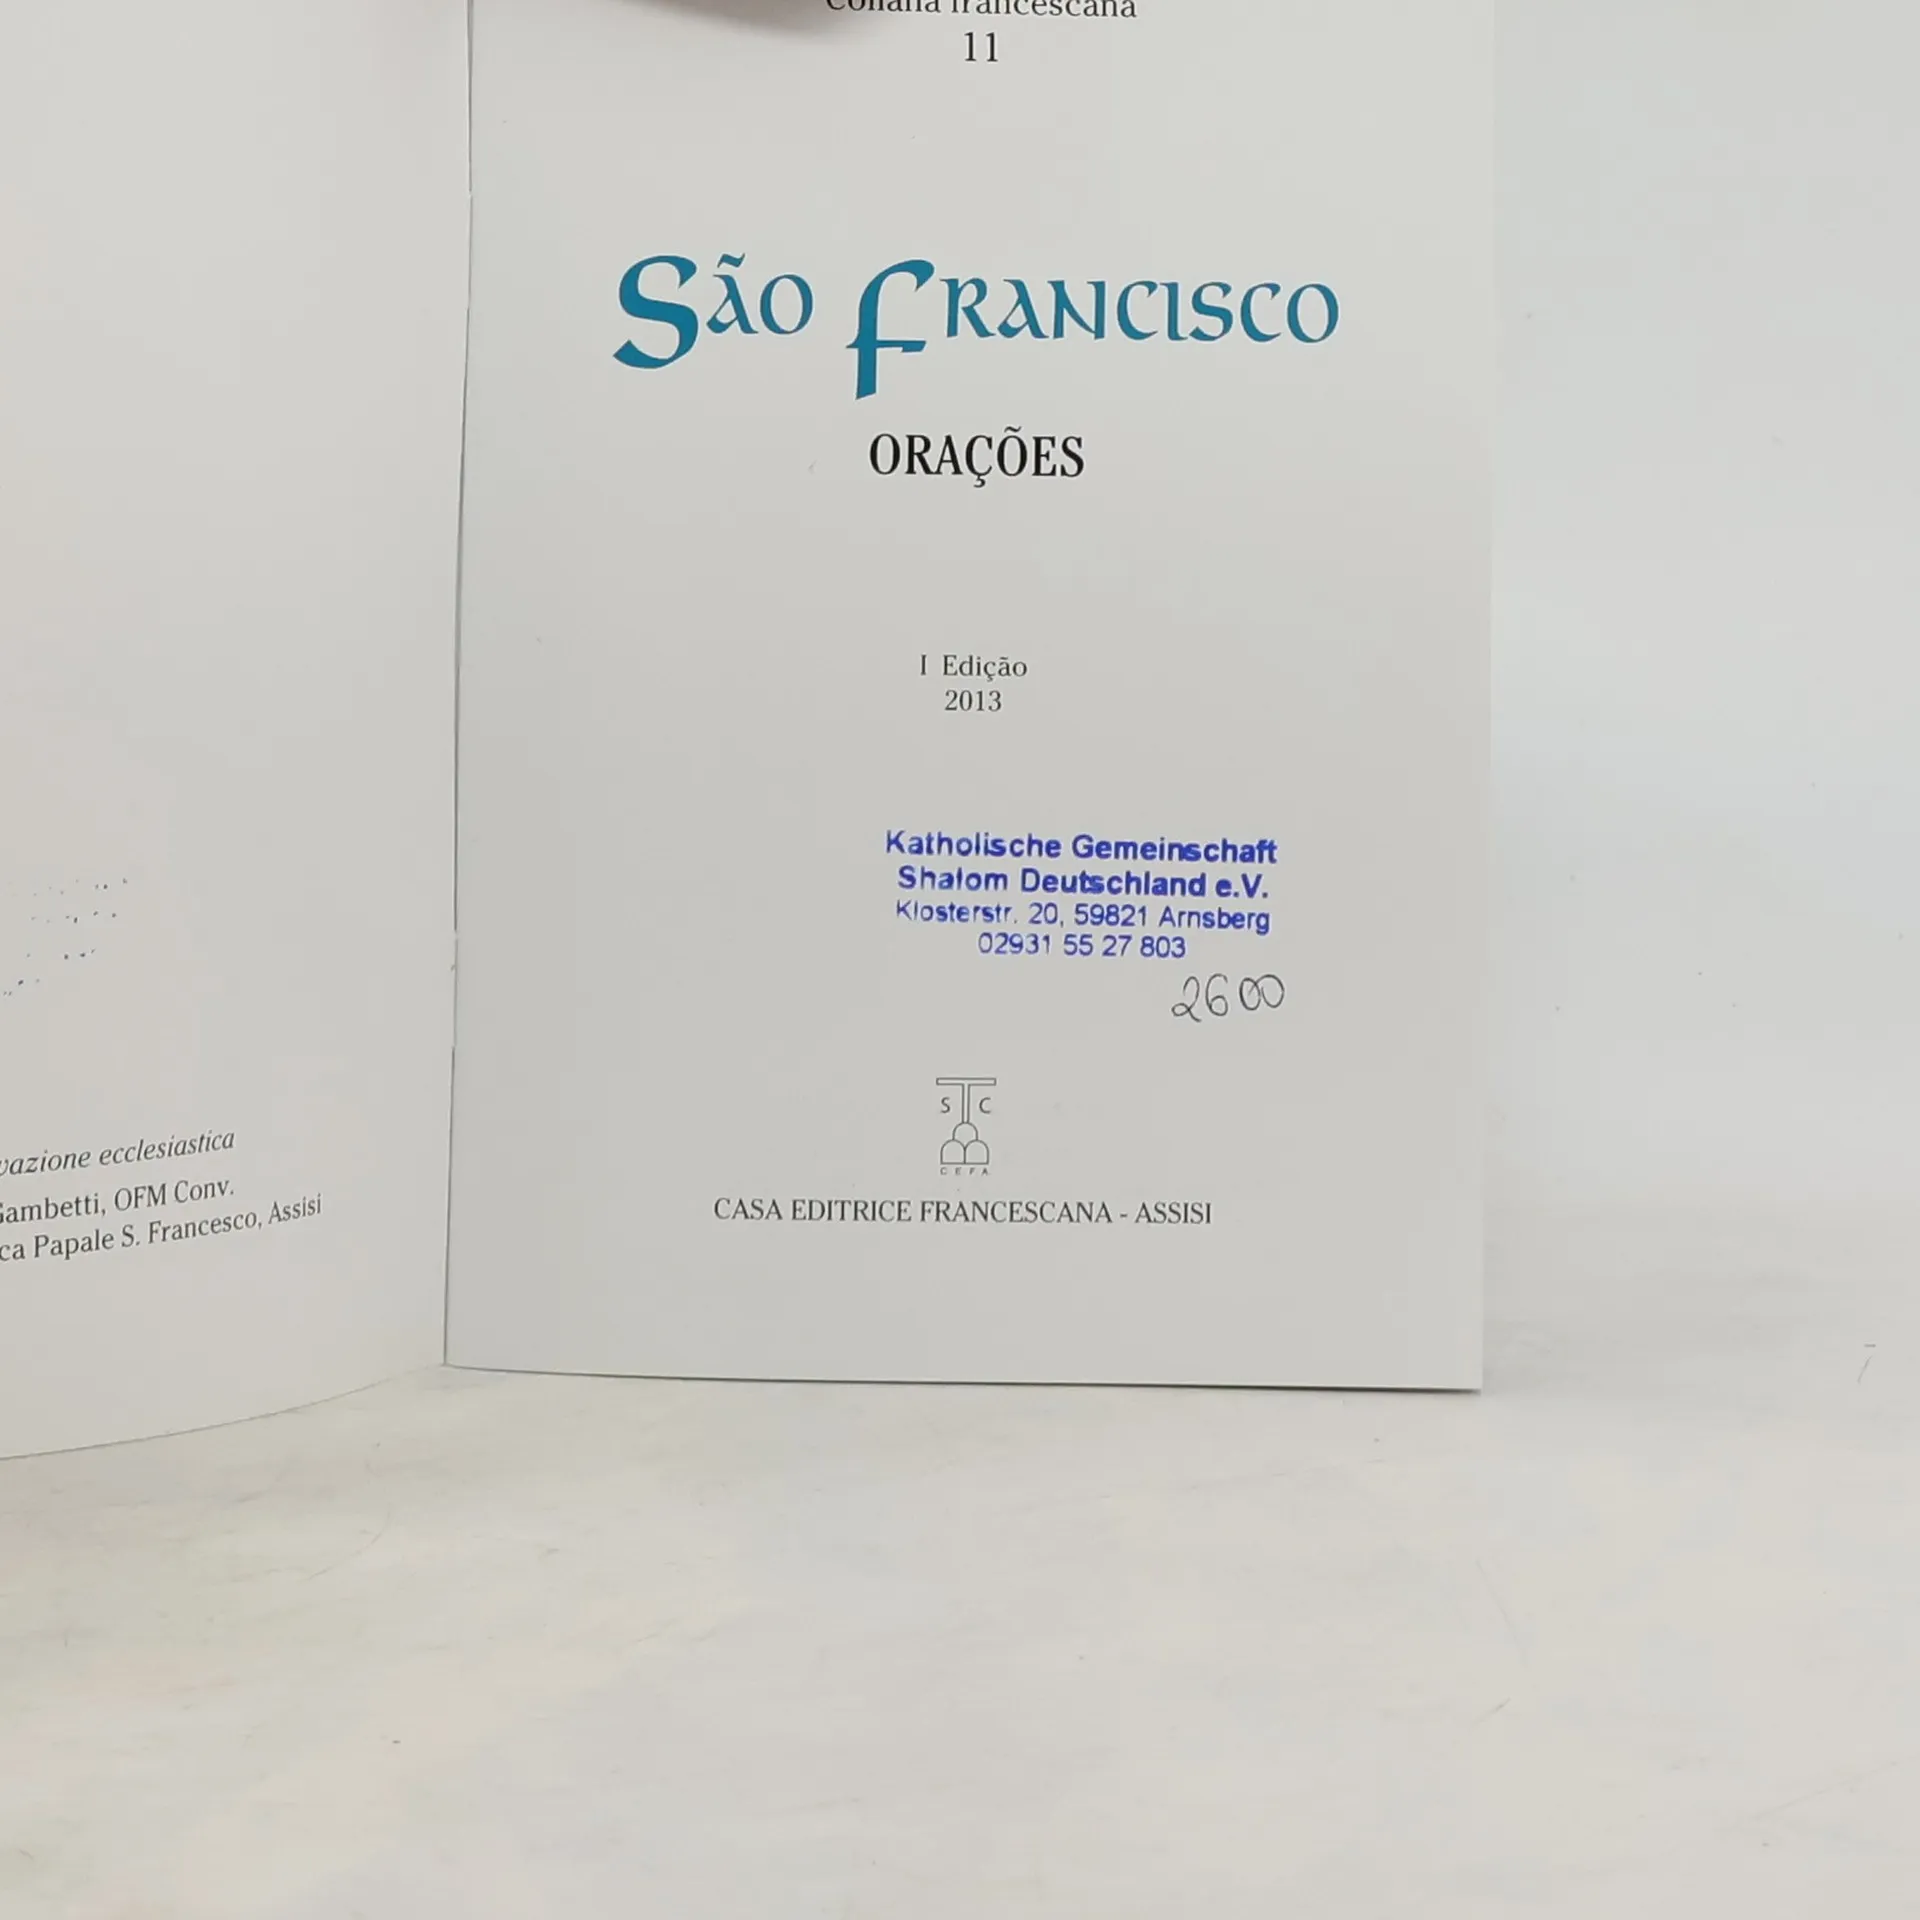 vazione ecclesiastica
Gambetti, OFM Conv.
ca Papale S. Francesco, Assisi
Collana francescana
11
SÃO FRANCISCO
ORAÇÕES
I Edição
2013
Katholische Gemeinschaft
Shalom Deutschland e.V.
Klosterstr. 20, 59821 Arnsberg
02931 55 27 803
2600
S C
CEFA
CASA EDITRICE FRANCESCANA - ASSISI